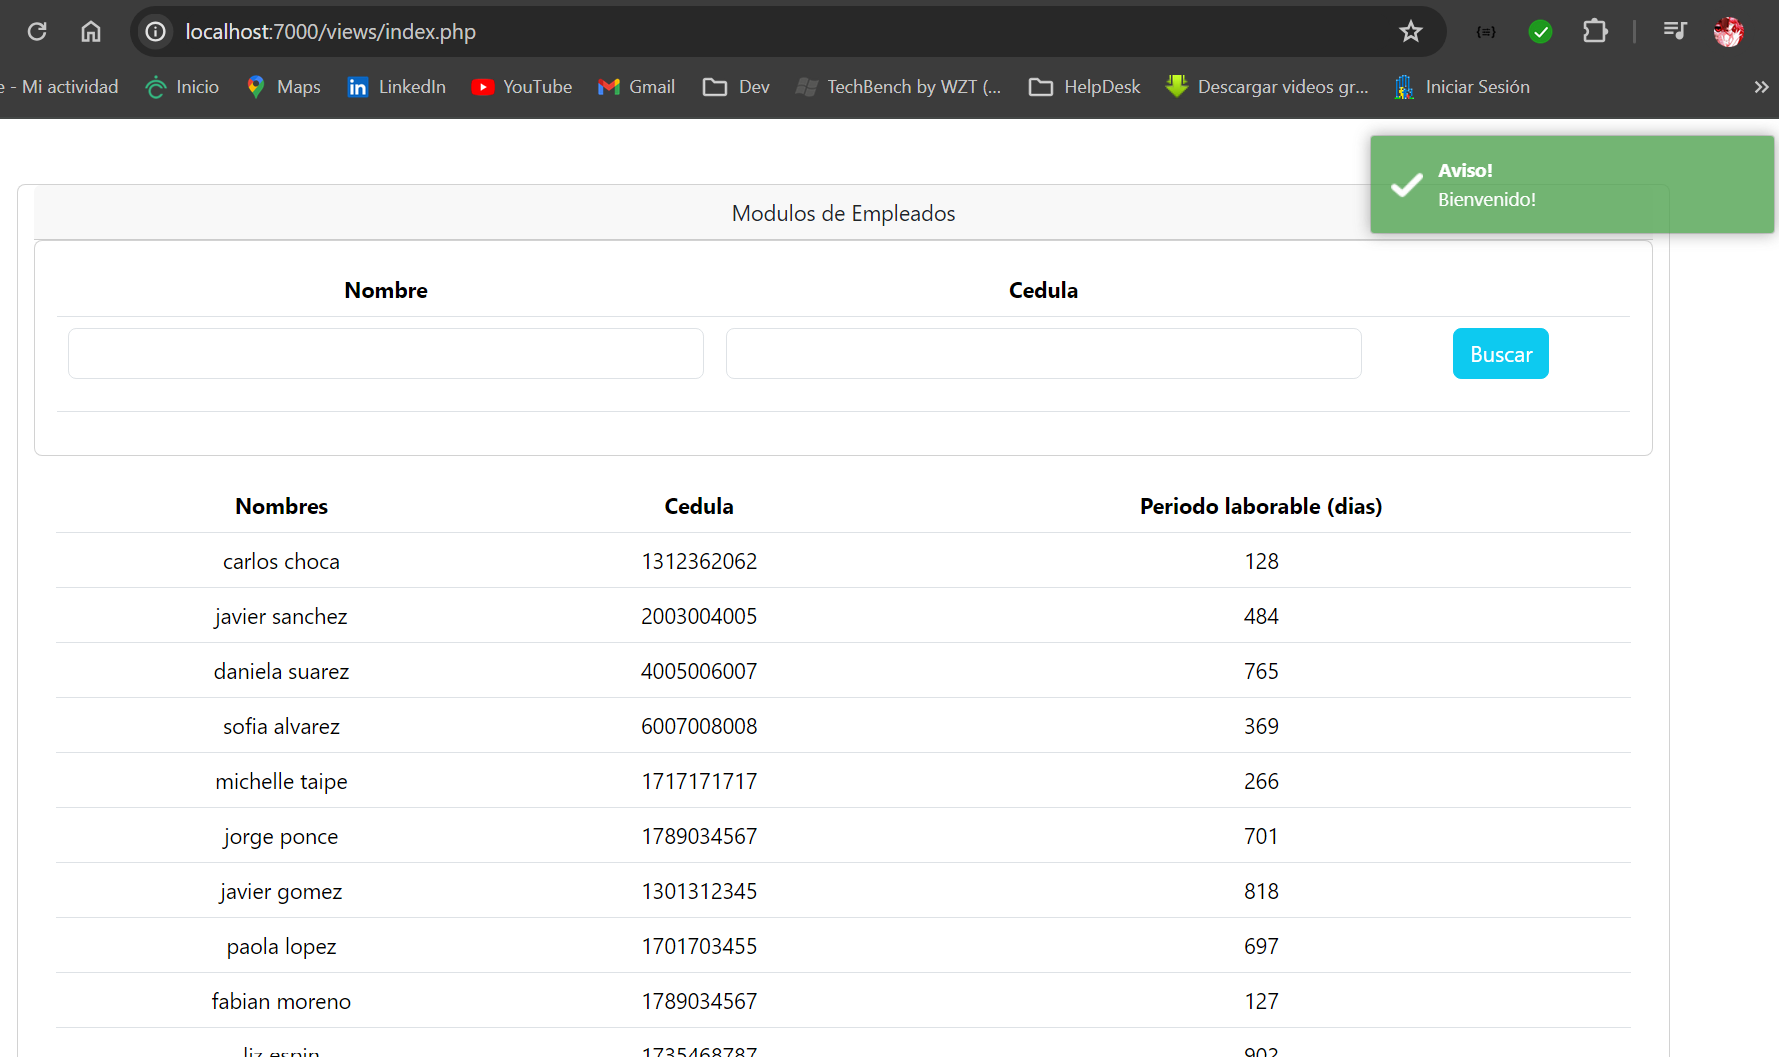 localhost:7000/views/index.php
e - Mi actividad Inicio Maps LinkedIn YouTube Gmail Dev TechBench by WZT (... HelpDesk Descargar videos gr... Iniciar Sesión
Aviso!
Bienvenido!
Modulos de Empleados
Nombre Cedula
Buscar
Nombres Cedula Periodo laborable (dias)
carlos choca 1312362062 128
javier sanchez 2003004005 484
daniela suarez 4005006007 765
sofia alvarez 6007008008 369
michelle taipe 1717171717 266
jorge ponce 1789034567 701
javier gomez 1301312345 818
paola lopez 1701703455 697
fabian moreno 1789034567 127
liz espin 1735468787 902